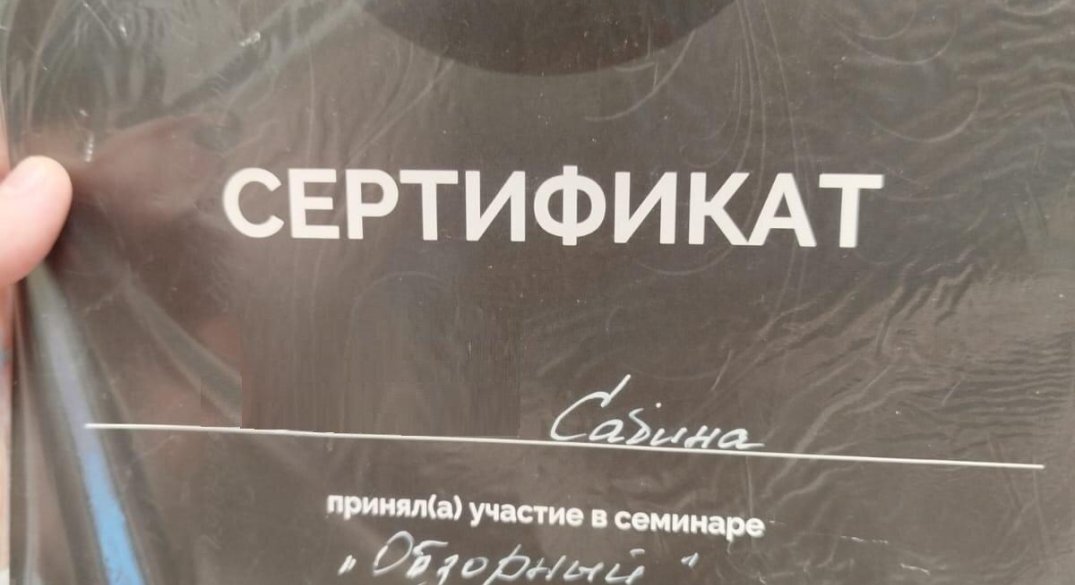 СЕРТИФИКАТ
Сабина
принял(а) участие в семинаре
„Обзорный"